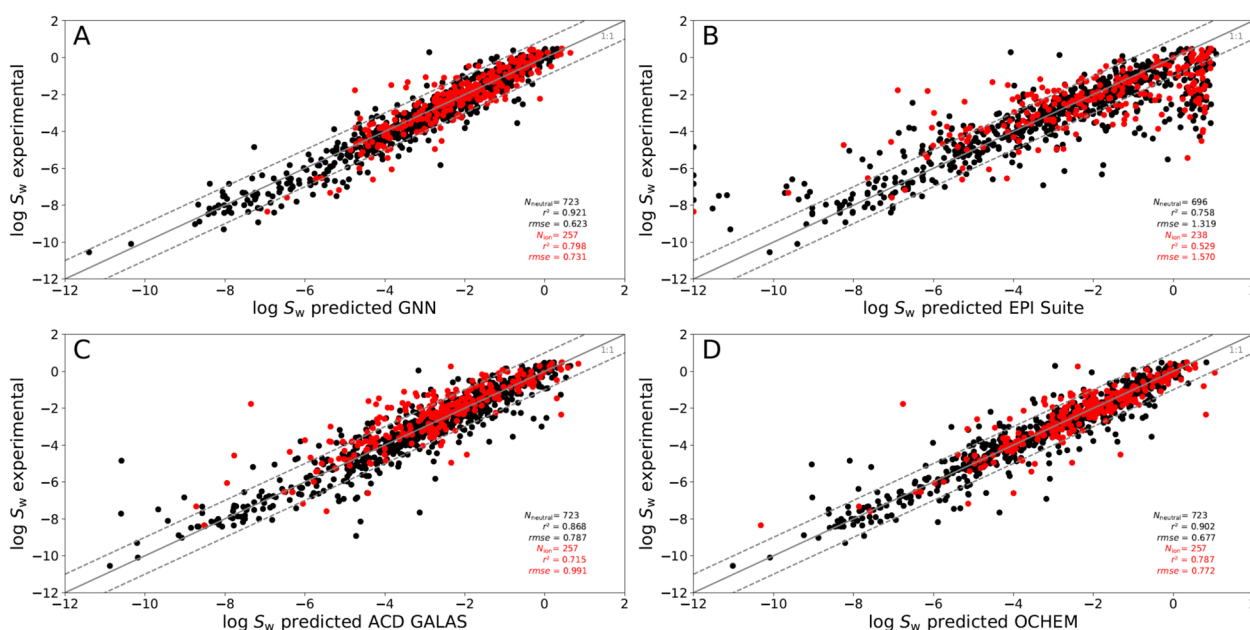 A
2
0
−2
−4
−6
−8
−10
−12
log Sw experimental
1:1
Nneutral= 723
r² = 0.921
rmse = 0.623
Nion= 257
r² = 0.798
rmse = 0.731
−12 −10 −8 −6 −4 −2 0 2
log Sw predicted GNN
B
2
0
−2
−4
−6
−8
−10
−12
log Sw experimental
1:1
Nneutral= 696
r² = 0.758
rmse = 1.319
Nion= 238
r² = 0.529
rmse = 1.570
−12 −10 −8 −6 −4 −2 0 2
log Sw predicted EPI Suite
C
2
0
−2
−4
−6
−8
−10
−12
log Sw experimental
1:1
Nneutral= 723
r² = 0.868
rmse = 0.787
Nion= 257
r² = 0.715
rmse = 0.991
−12 −10 −8 −6 −4 −2 0 2
log Sw predicted ACD GALAS
D
2
0
−2
−4
−6
−8
−10
−12
log Sw experimental
1:1
Nneutral= 723
r² = 0.902
rmse = 0.677
Nion= 257
r² = 0.787
rmse = 0.772
−12 −10 −8 −6 −4 −2 0 2
log Sw predicted OCHEM